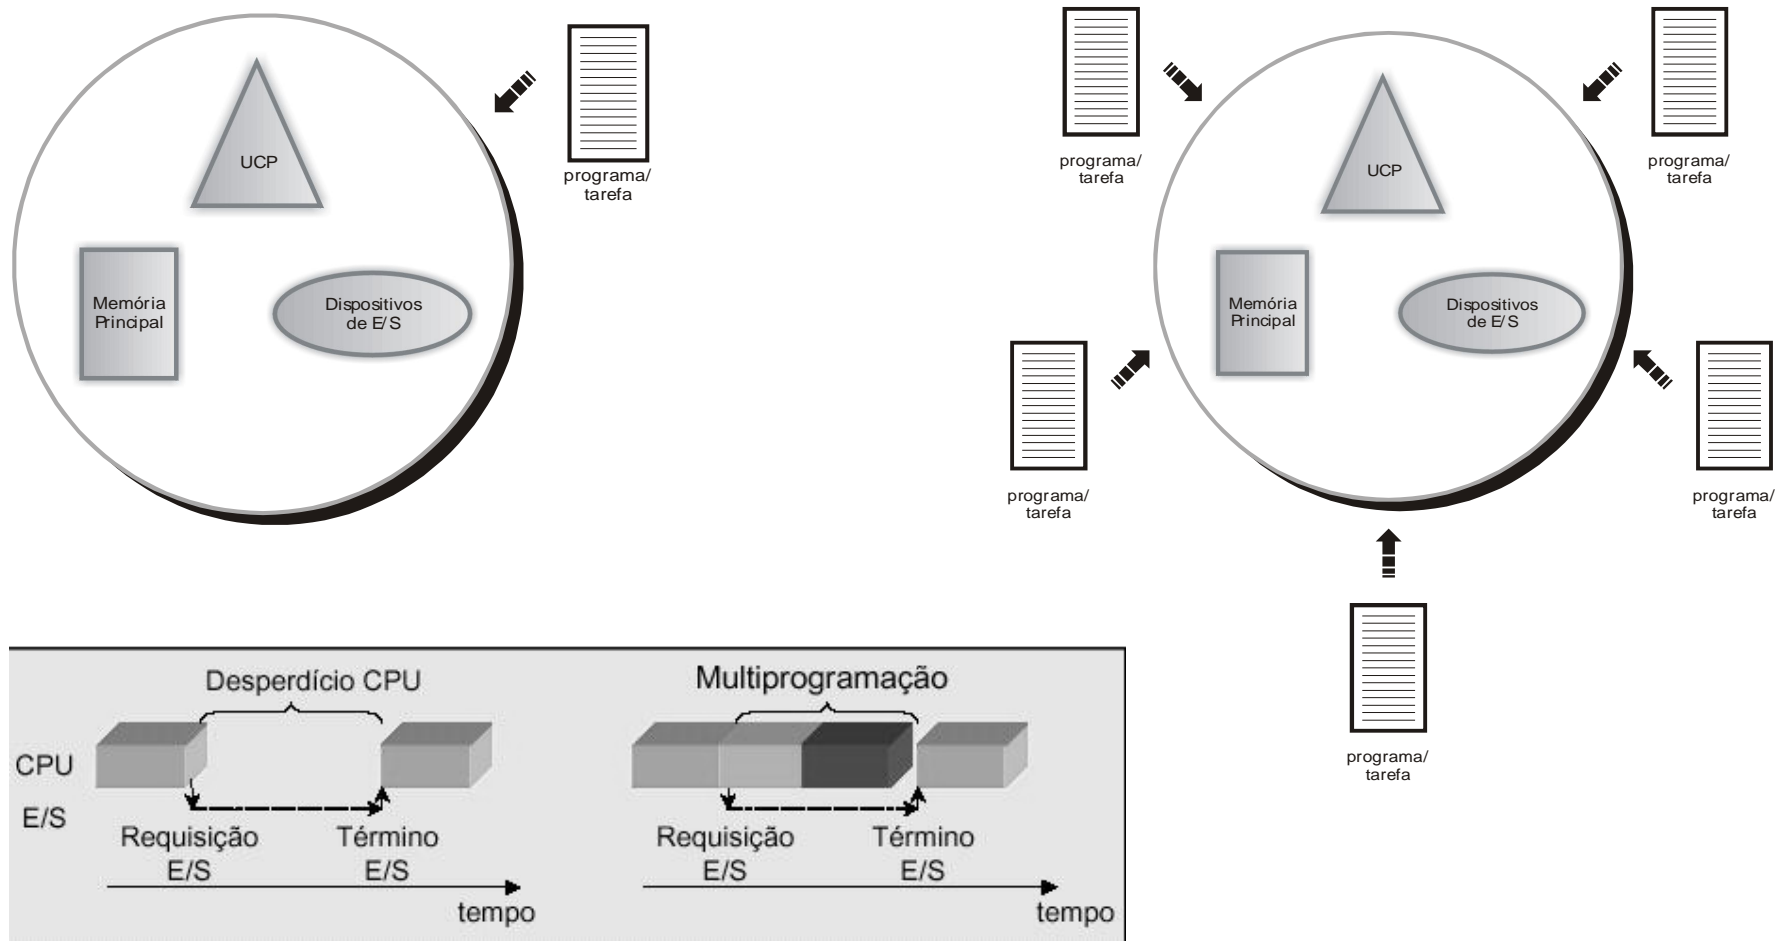 UCP
Memória
Principal
Dispositivos
de E/S
programa/
tarefa
programa/
tarefa
programa/
tarefa
UCP
Memória
Principal
Dispositivos
de E/S
programa/
tarefa
programa/
tarefa
programa/
tarefa
Desperdício CPU
CPU
E/S
Requisição
E/S
Término
E/S
tempo
Multiprogramação
Requisição
E/S
Término
E/S
tempo